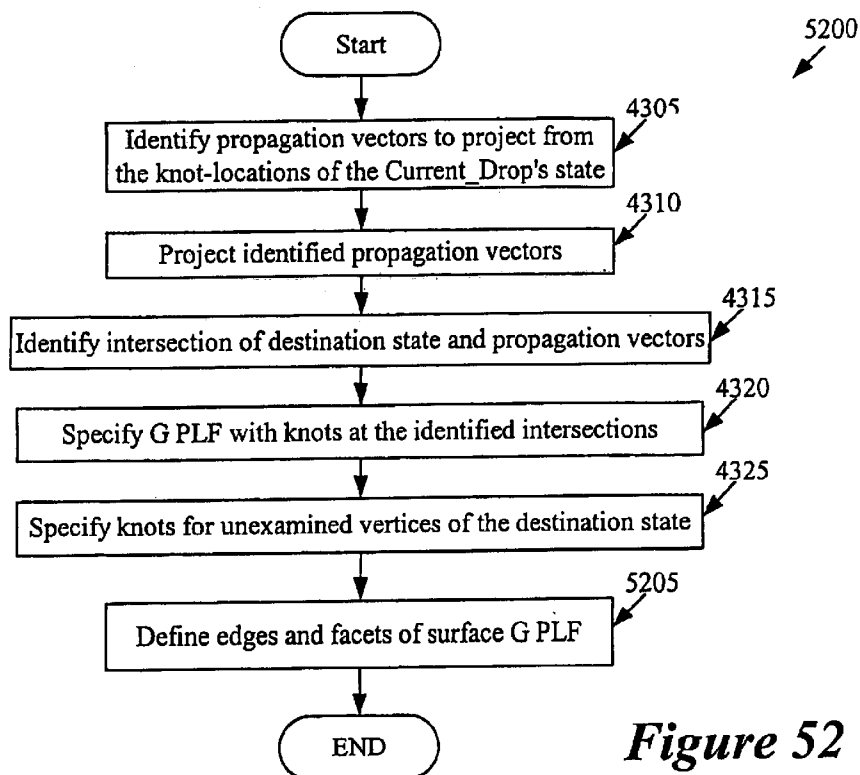 5200
Start
4305
Identify propagation vectors to project from
the knot-locations of the Current_Drop's state
4310
Project identified propagation vectors
4315
Identify intersection of destination state and propagation vectors
4320
Specify G PLF with knots at the identified intersections
4325
Specify knots for unexamined vertices of the destination state
5205
Define edges and facets of surface G PLF
END
Figure 52